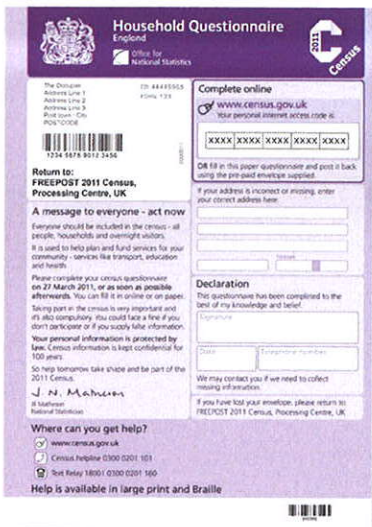 Household Questionnaire
England
Office for
National Statistics
2011
Census
The Occupier
Address Line 1
Address Line 2
Address Line 3
Post town - City
POSTCODE
1234 5678 9012 3456
Return to:
FREEPOST 2011 Census,
Processing Centre, UK
A message to everyone - act now
Everyone should be included in the census - all
people, households and overnight visitors.
It is used to help plan and fund services for your
community - services like transport, education
and health.
Please complete your census questionnaire
on 27 March 2011, or as soon as possible
afterwards. You can fill it in online or on paper.
Taking part in the census is very important and
it's also compulsory. You could face a fine if you
don't participate or if you supply false information.
Your personal information is protected by
law. Census information is kept confidential for
100 years.
So help tomorrow take shape and be part of the
2011 Census.
J. N. Matheson
Jil Matheson
National Statistician
Complete online
www.census.gov.uk
Your personal internet access code is:
XXXX XXXX XXXX XXXX XXXX
OR fill in this paper questionnaire and post it back
using the pre-paid envelope supplied.
If your address is incorrect or missing, enter
your correct address here:
Declaration
This questionnaire has been completed to the
best of my knowledge and belief.
Signature
Date
Telephone number
We may contact you if we need to collect
missing information.
If you have lost your envelope, please return to:
FREEPOST 2011 Census, Processing Centre, UK
Where can you get help?
www.census.gov.uk
Census helpline 0300 0201 101
Text Relay 18001 0300 0201 160
Help is available in large print and Braille